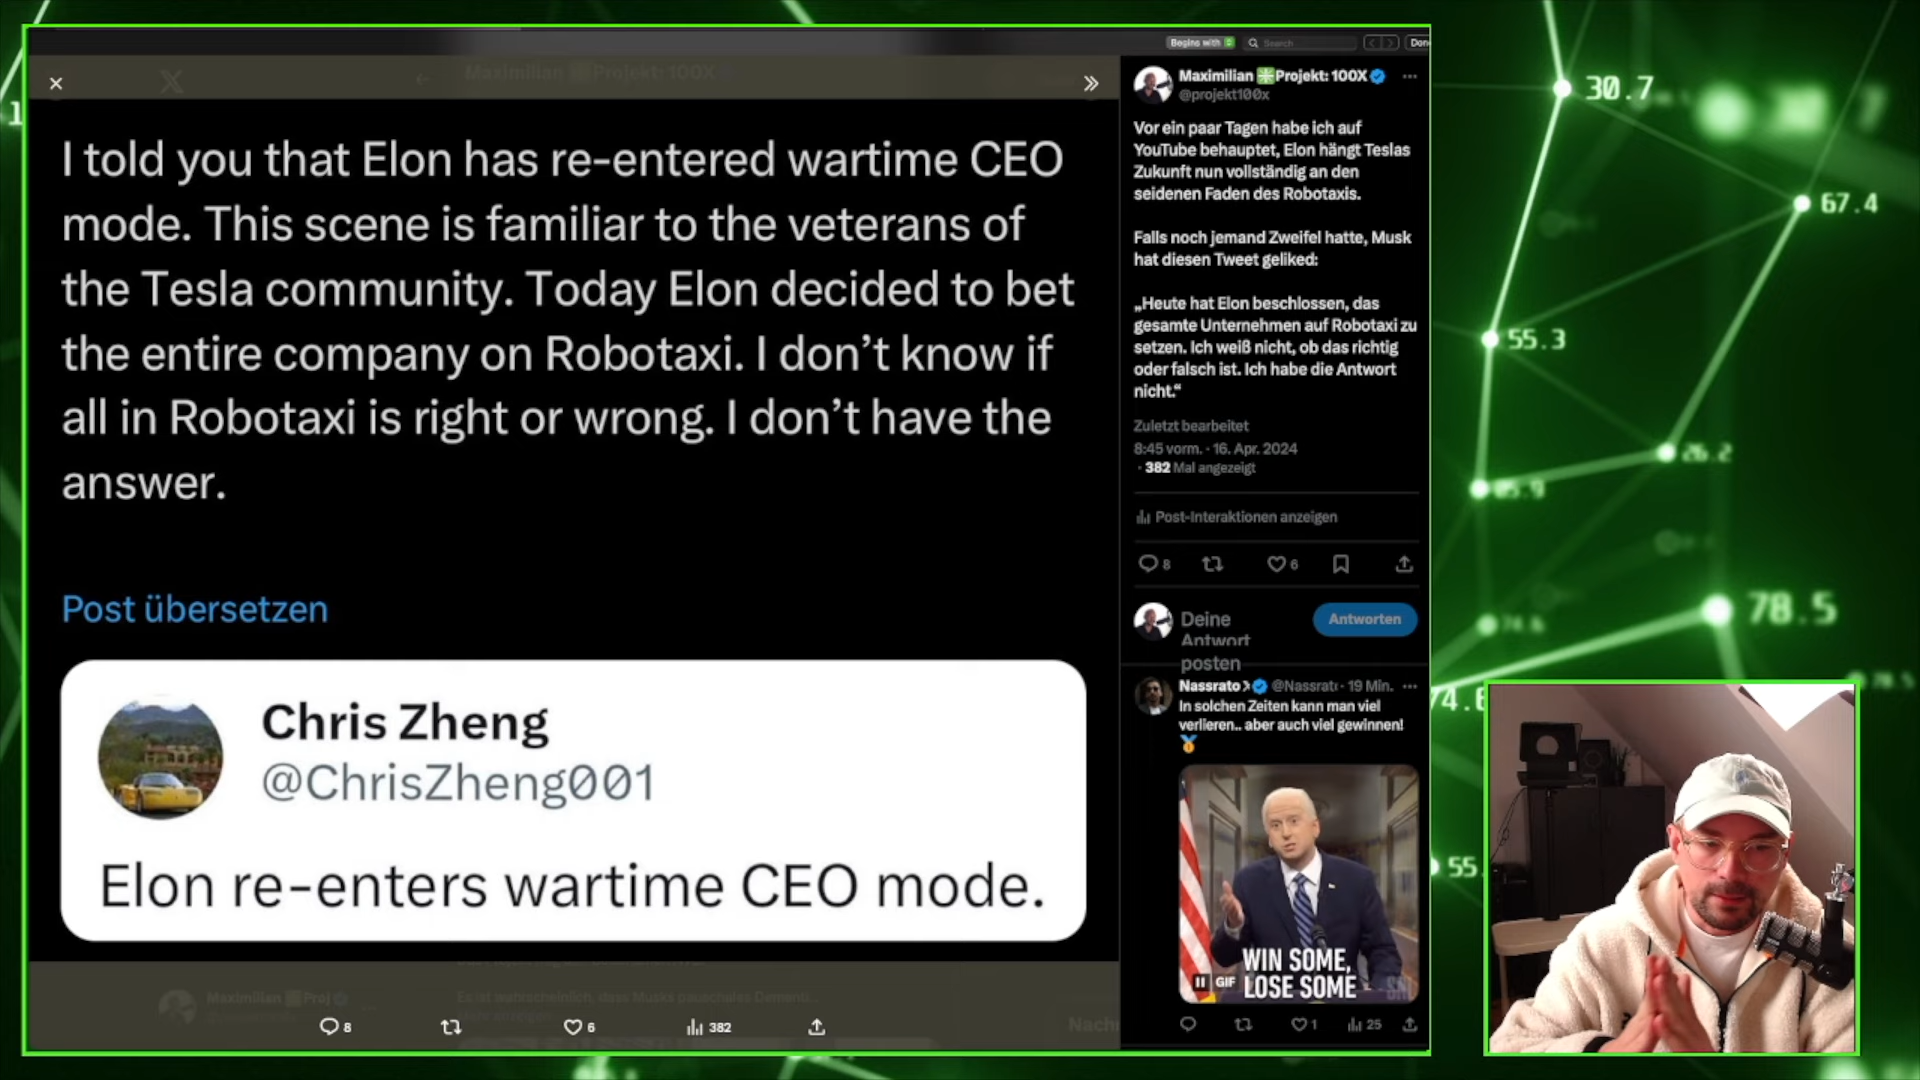 Begins with
Search
Maximilian Projekt: 100X
@projekt100x
I told you that Elon has re-entered wartime CEO
mode. This scene is familiar to the veterans of
the Tesla community. Today Elon decided to bet
the entire company on Robotaxi. I don't know if
all in Robotaxi is right or wrong. I don't have the
answer.
Post übersetzen
Chris Zheng
@ChrisZheng001
Elon re-enters wartime CEO mode.
8
6
382
Vor ein paar Tagen habe ich auf
YouTube behauptet, Elon hängt Teslas
Zukunft nun vollständig an den
seidenen Faden des Robotaxis.
Falls noch jemand Zweifel hatte, Musk
hat diesen Tweet geliked:
„Heute hat Elon beschlossen, das
gesamte Unternehmen auf Robotaxi zu
setzen. Ich weiß nicht, ob das richtig
oder falsch ist. Ich habe die Antwort
nicht.“
Zuletzt bearbeitet
8:45 vorm. · 16. Apr. 2024
· 382 Mal angezeigt
Post-Interaktionen anzeigen
8
6
Deine
Antwort
posten
Antworten
Nassrato @Nassrat · 19 Min.
In solchen Zeiten kann man viel
verlieren.. aber auch viel gewinnen!
WIN SOME,
LOSE SOME
GIF
1
25
30.7
67.4
55.3
26.2
78.5
55.